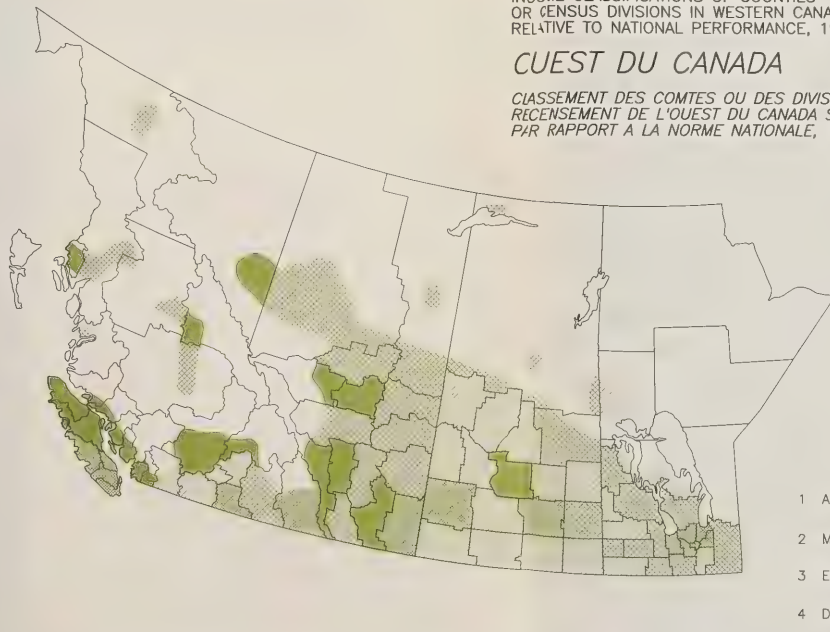 OR CENSUS DIVISIONS IN WESTERN CANA
RELATIVE TO NATIONAL PERFORMANCE, 1
CUEST DU CANADA
CLASSEMENT DES COMTES OU DES DIVIS
RECENSEMENT DE L'OUEST DU CANADA S
PAR RAPPORT A LA NORME NATIONALE,
1 A
2 M
3 E
4 D